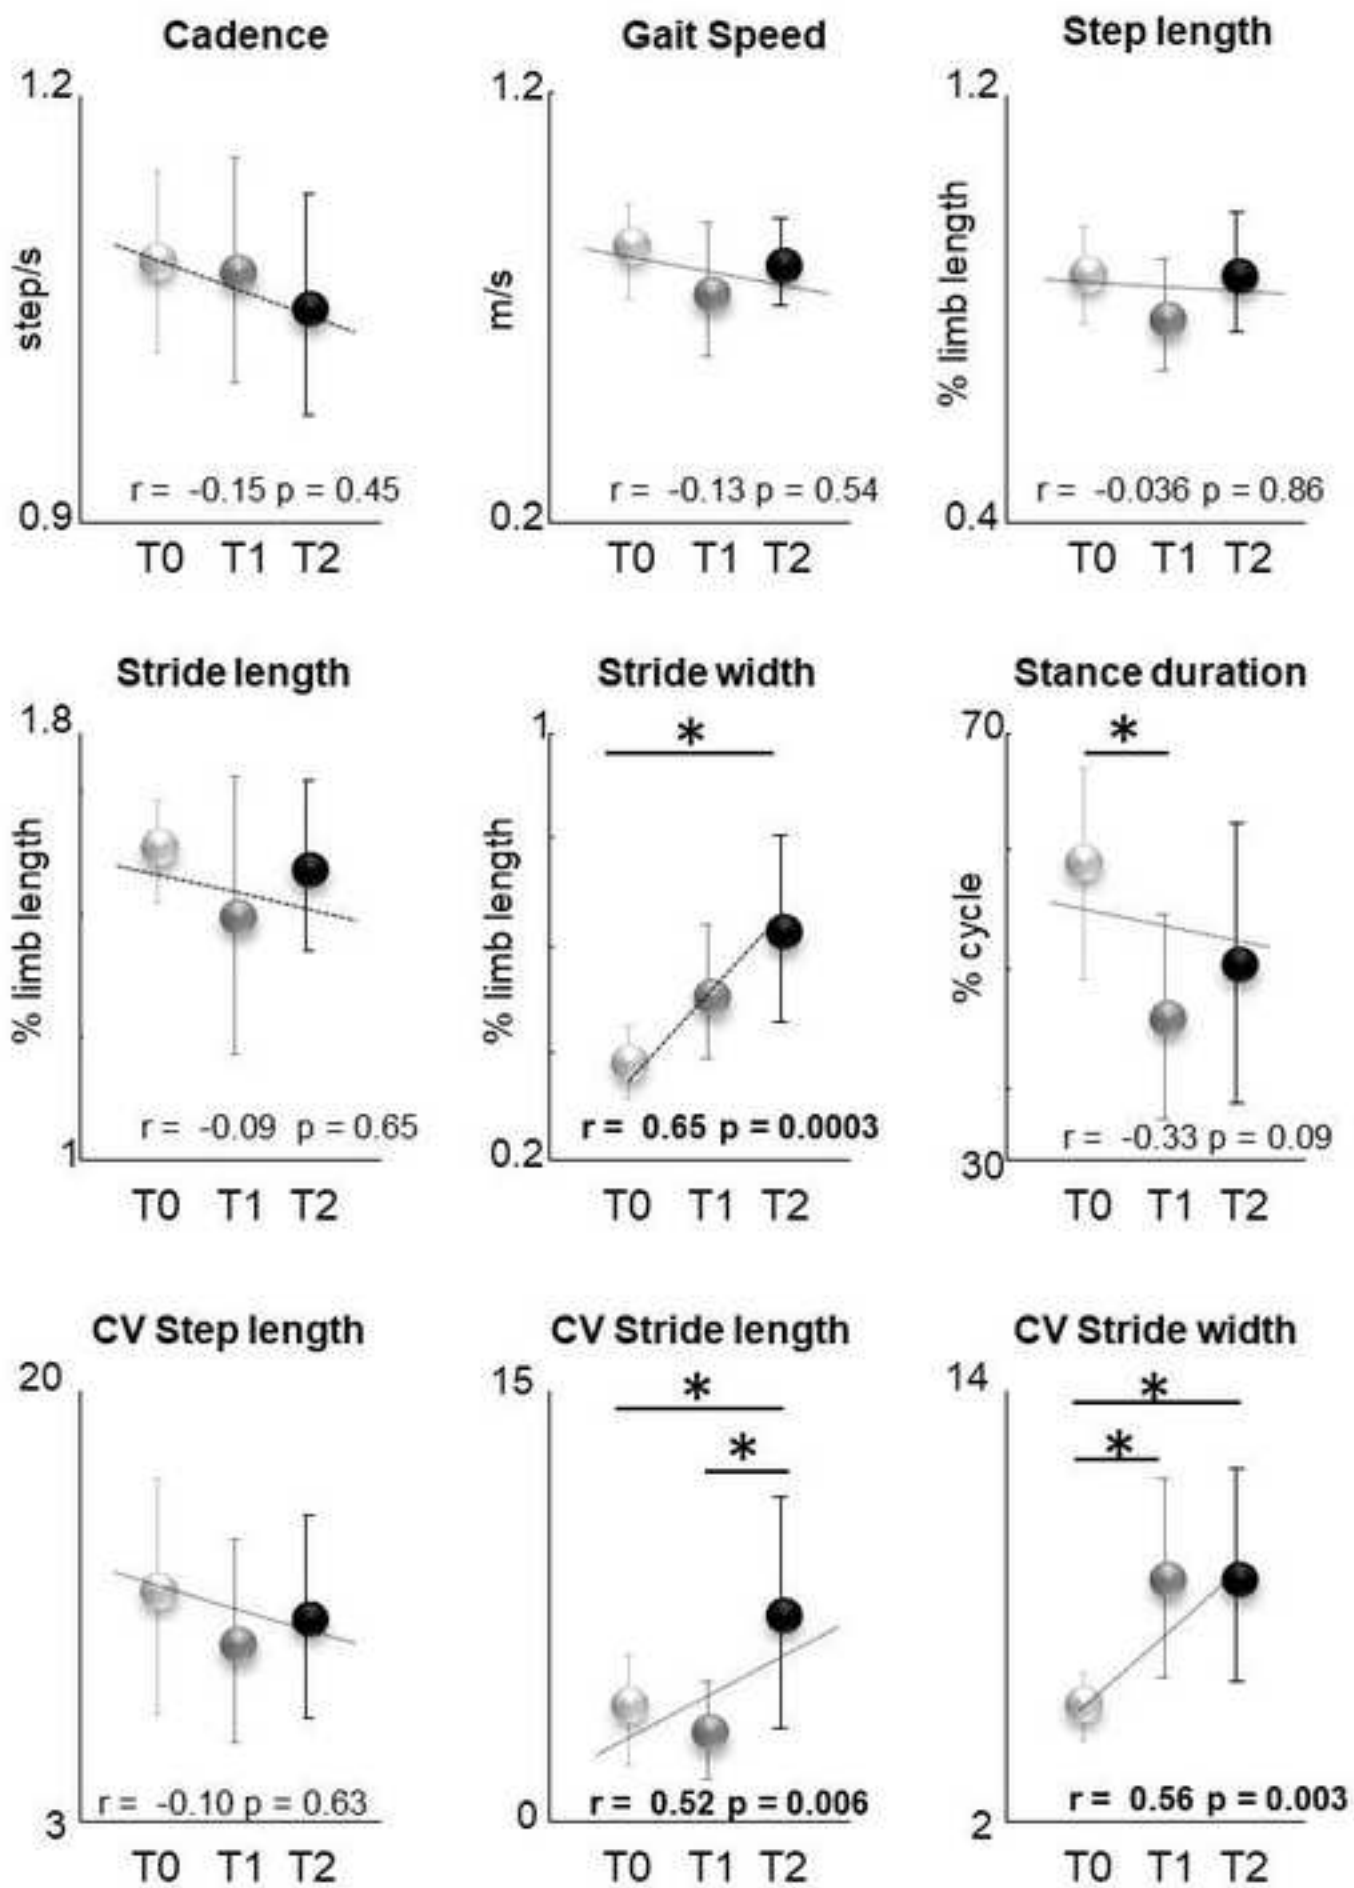 Cadence
1.2
step/s
r = -0.15 p = 0.45
0.9
T0 T1 T2
Gait Speed
1.2
m/s
r = -0.13 p = 0.54
0.2
T0 T1 T2
Step length
1.2
% limb length
r = -0.036 p = 0.86
0.4
T0 T1 T2
Stride length
1.8
% limb length
r = -0.09 p = 0.65
1
T0 T1 T2
Stride width
1
*
% limb length
r = 0.65 p = 0.0003
0.2
T0 T1 T2
Stance duration
70
*
% cycle
r = -0.33 p = 0.09
30
T0 T1 T2
CV Step length
20
r = -0.10 p = 0.63
3
T0 T1 T2
CV Stride length
15
*
*
r = 0.52 p = 0.006
0
T0 T1 T2
CV Stride width
14
*
*
r = 0.56 p = 0.003
2
T0 T1 T2